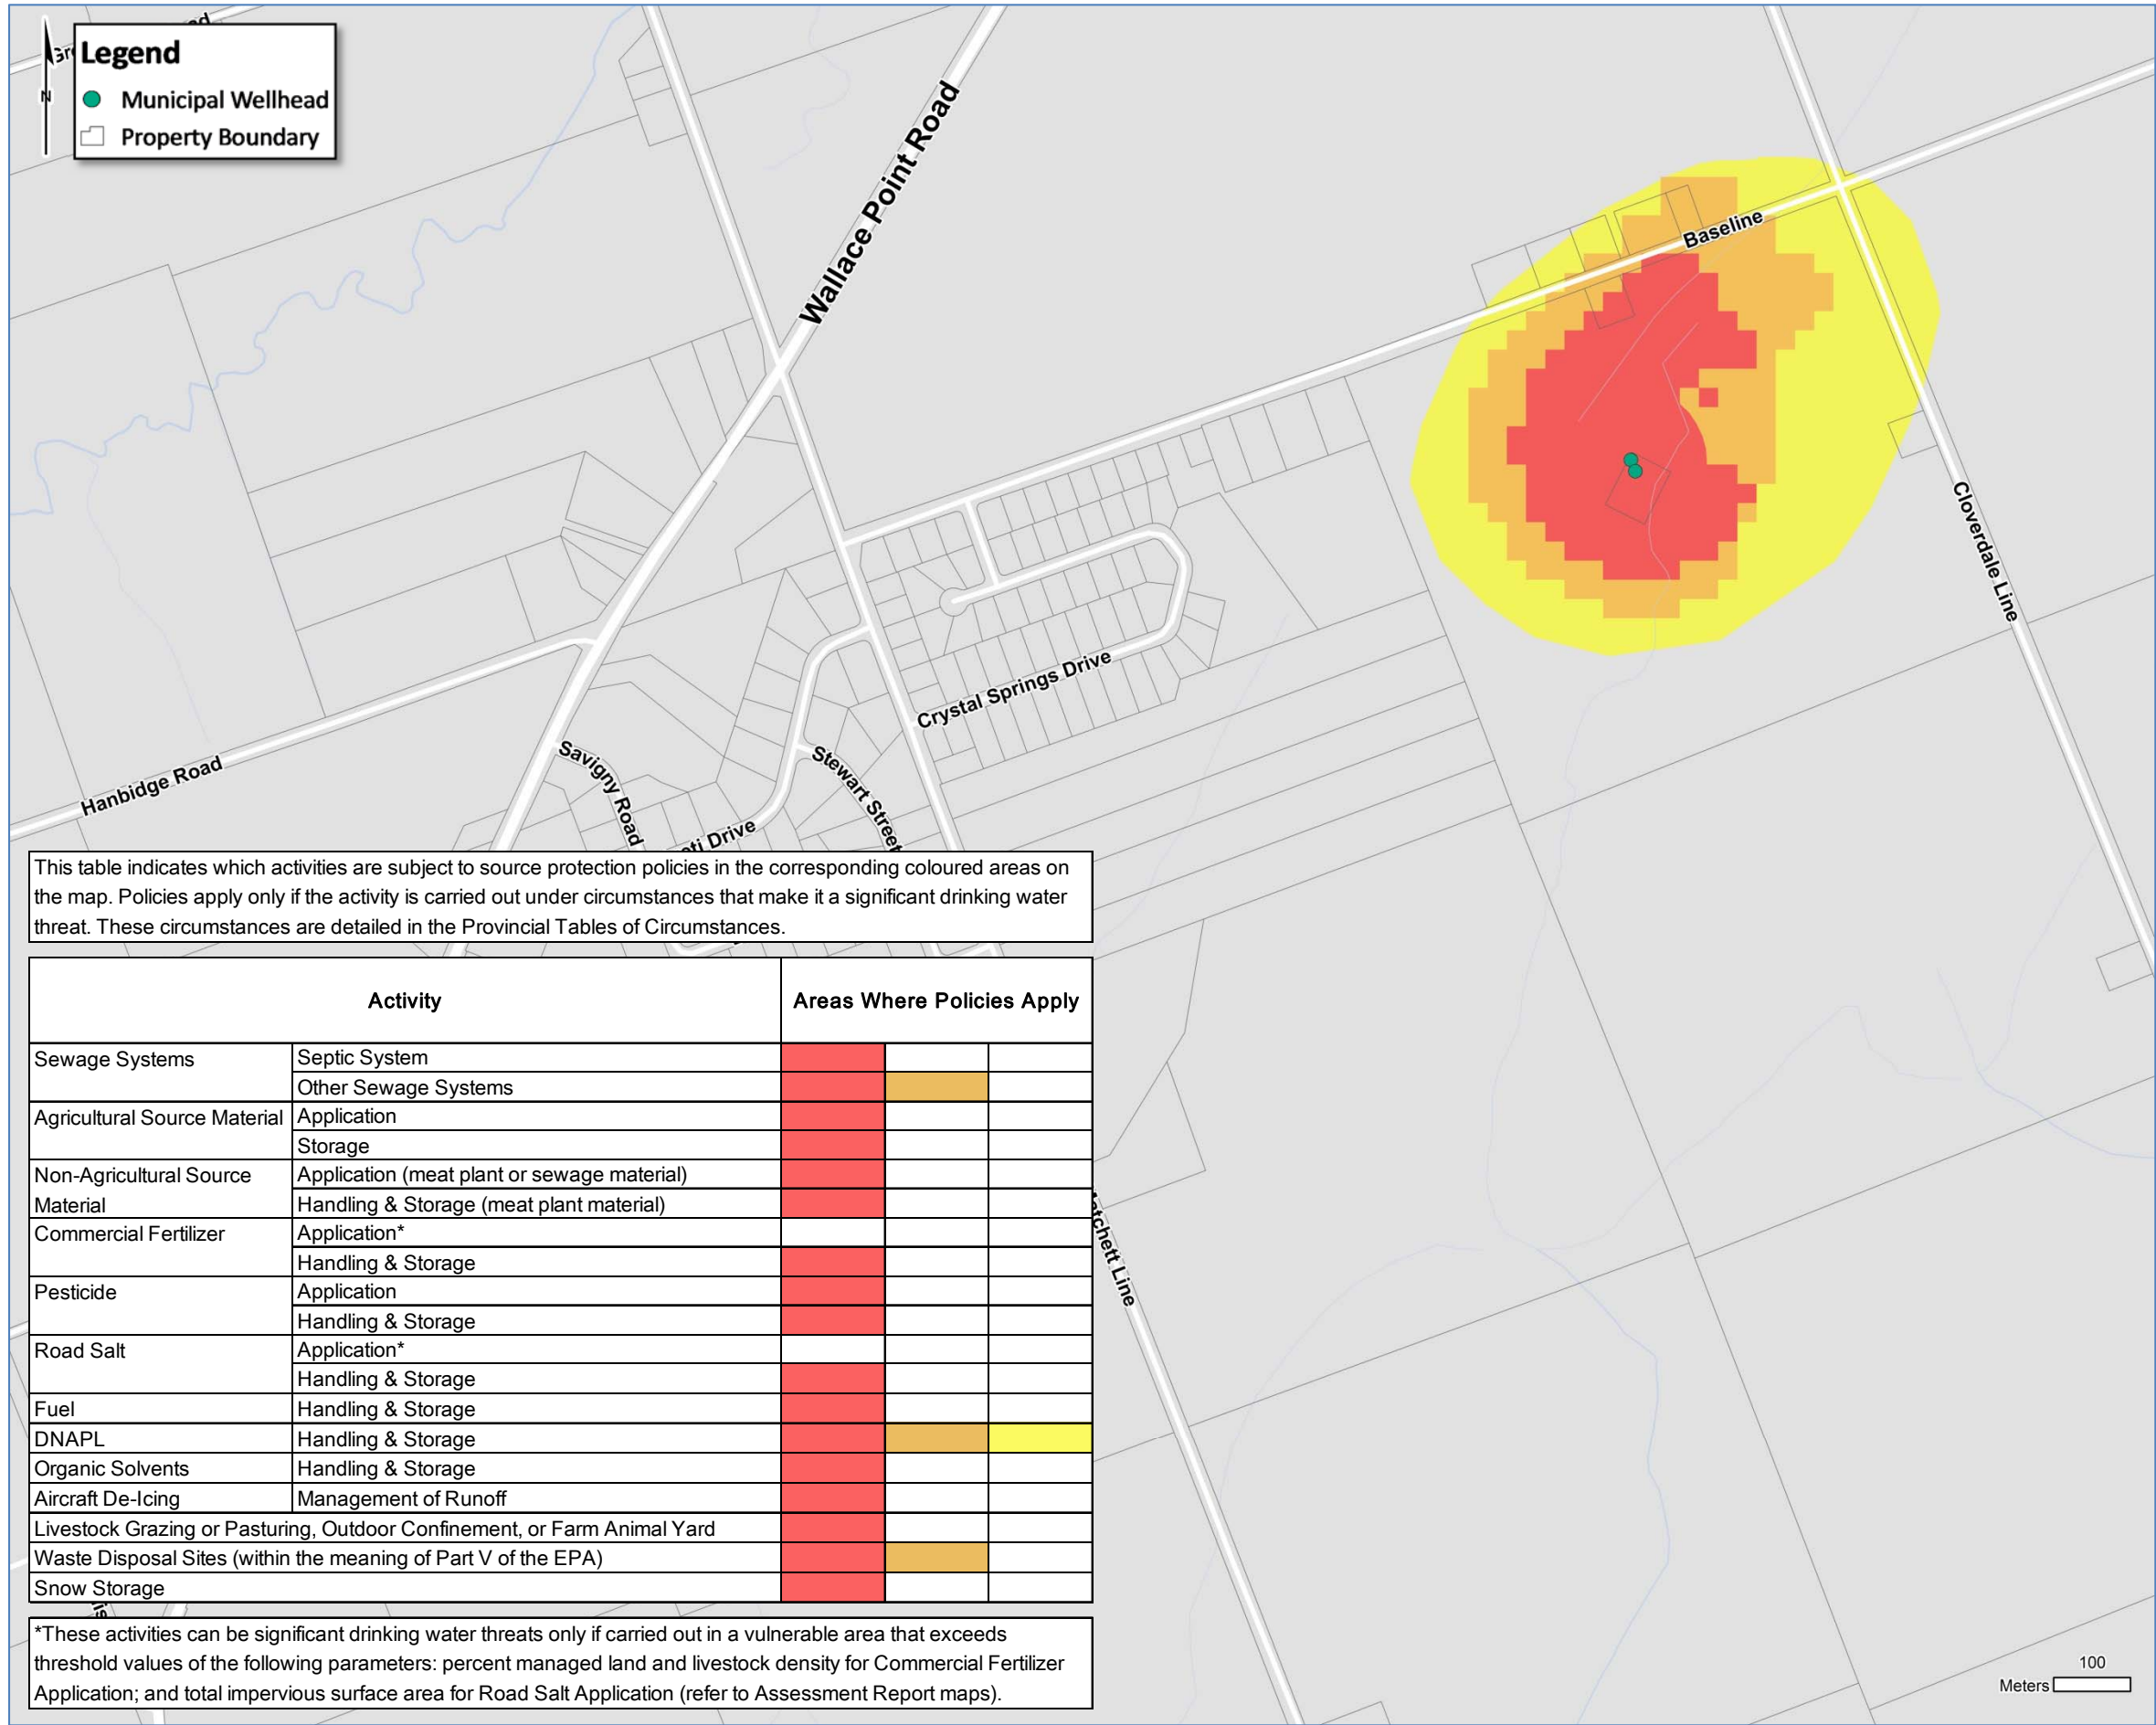 Legend
N
Municipal Wellhead
Property Boundary
Wallace Point Road
Baseline
Cloverdale Line
Crystal Springs Drive
Hanbidge Road
Savigny Road
Stewart Street
Drive
Line
This table indicates which activities are subject to source protection policies in the corresponding coloured areas on
the map. Policies apply only if the activity is carried out under circumstances that make it a significant drinking water
threat. These circumstances are detailed in the Provincial Tables of Circumstances.
Activity Areas Where Policies Apply
Sewage Systems Septic System
Other Sewage Systems
Agricultural Source Material Application
Storage
Non-Agricultural Source Application (meat plant or sewage material)
Material Handling & Storage (meat plant material)
Commercial Fertilizer Application*
Handling & Storage
Pesticide Application
Handling & Storage
Road Salt Application*
Handling & Storage
Fuel Handling & Storage
DNAPL Handling & Storage
Organic Solvents Handling & Storage
Aircraft De-Icing Management of Runoff
Livestock Grazing or Pasturing, Outdoor Confinement, or Farm Animal Yard
Waste Disposal Sites (within the meaning of Part V of the EPA)
Snow Storage
*These activities can be significant drinking water threats only if carried out in a vulnerable area that exceeds
threshold values of the following parameters: percent managed land and livestock density for Commercial Fertilizer
Application; and total impervious surface area for Road Salt Application (refer to Assessment Report maps).
100
Meters